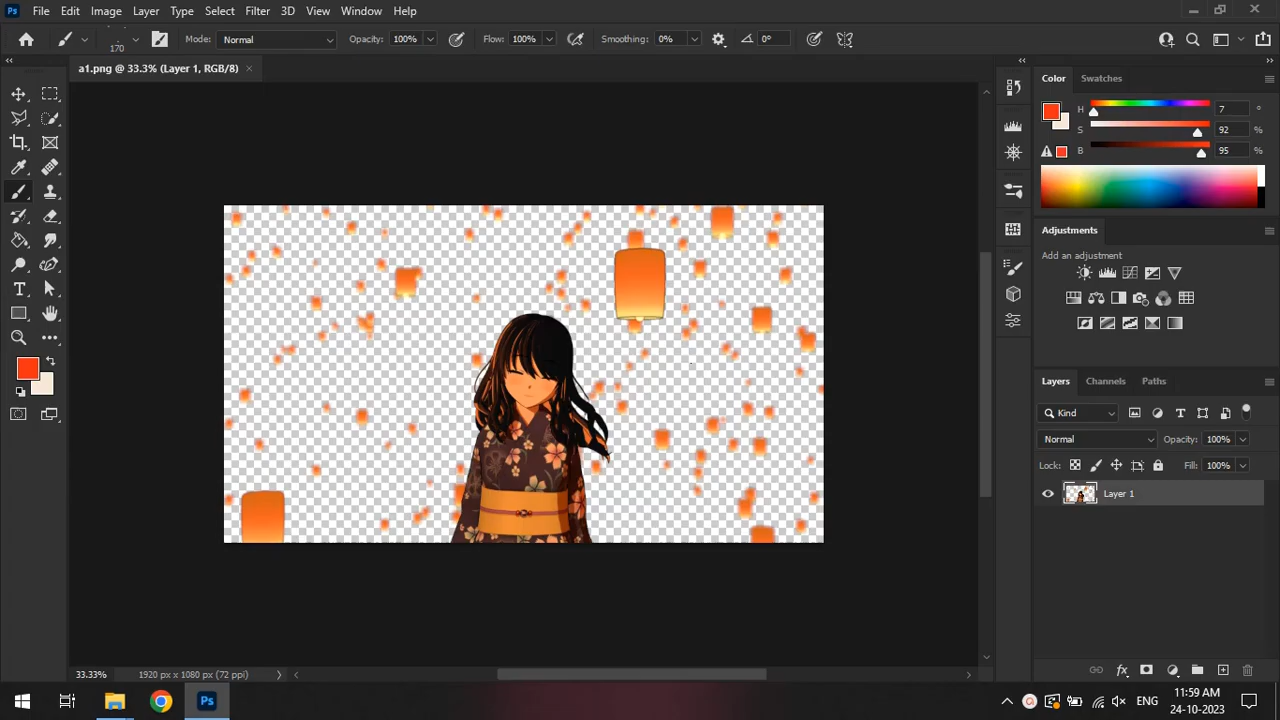 Ps File Edit Image Layer Type Select Filter 3D View Window Help
170 Mode: Normal Opacity: 100% Flow: 100% Smoothing: 0% 0°
a1.png @ 33.3% (Layer 1, RGB/8) ×
Color Swatches
H 7 °
S 92 %
B 95 %
Adjustments
Add an adjustment
Layers Channels Paths
Kind
Normal Opacity: 100%
Lock: Fill: 100%
Layer 1
33.33% 1920 px x 1080 px (72 ppi)
Ps ENG 11:59 AM
24-10-2023